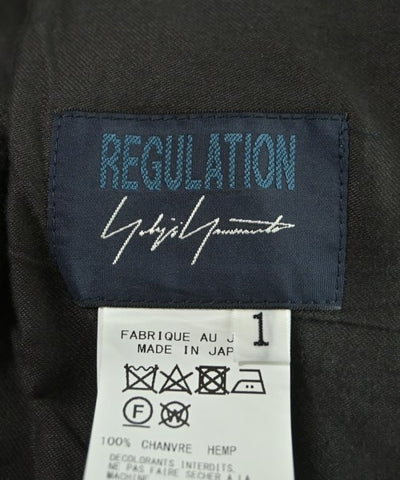 REGULATION
Yohji Yamamoto
1
FABRIQUE AU J
MADE IN JAP
F
W
100% CHANVRE HEMP
DECOLORANTS INTERDITS.
NE PAS FAIRE SECHER A LA
MACHINE